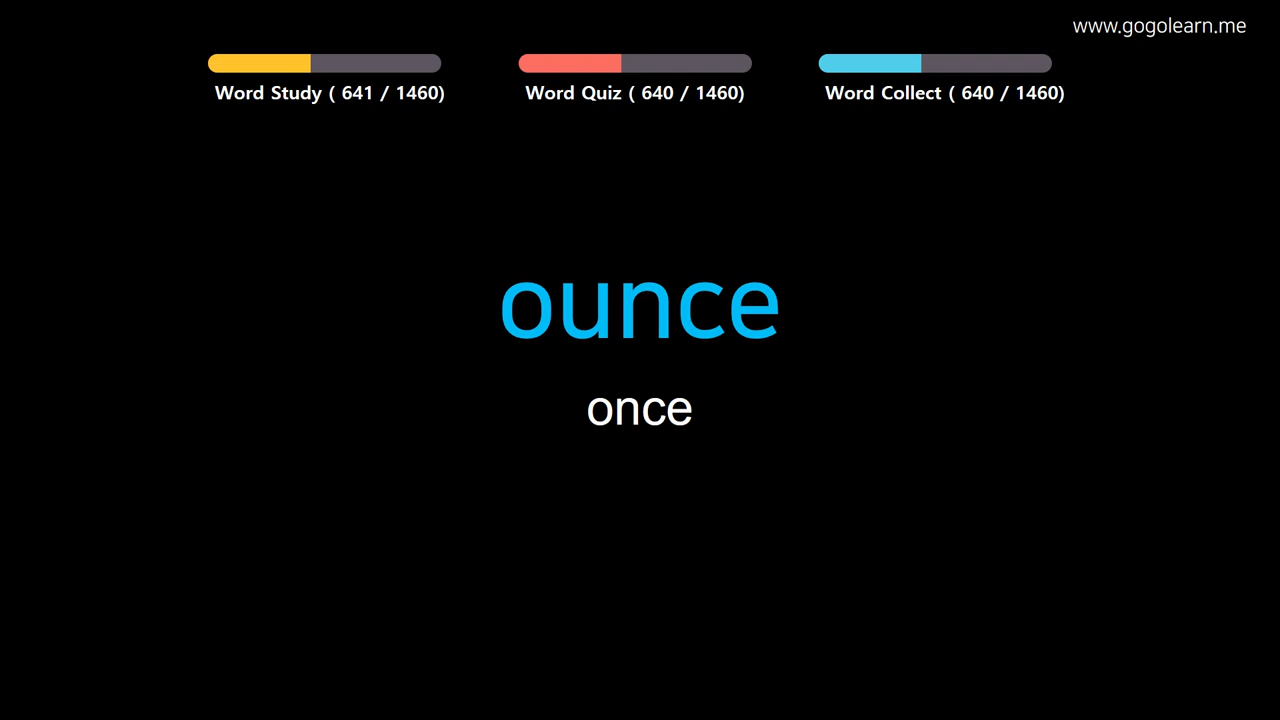 www.gogolearn.me
Word Study ( 641 / 1460)
Word Quiz ( 640 / 1460)
Word Collect ( 640 / 1460)
ounce
once